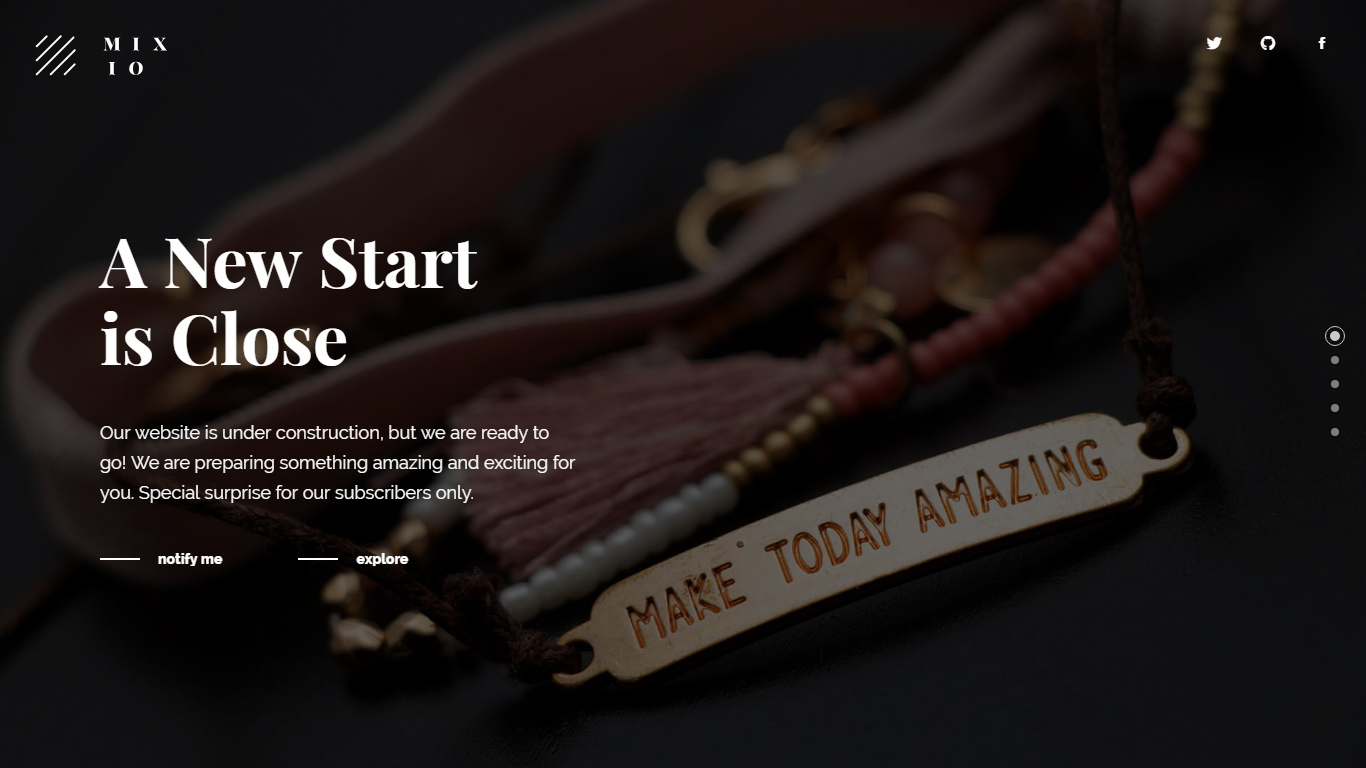 MIX
IO
A New Start
is Close
Our website is under construction, but we are ready to
go! We are preparing something amazing and exciting for
you. Special surprise for our subscribers only.
notify me
explore
MAKE TODAY AMAZING